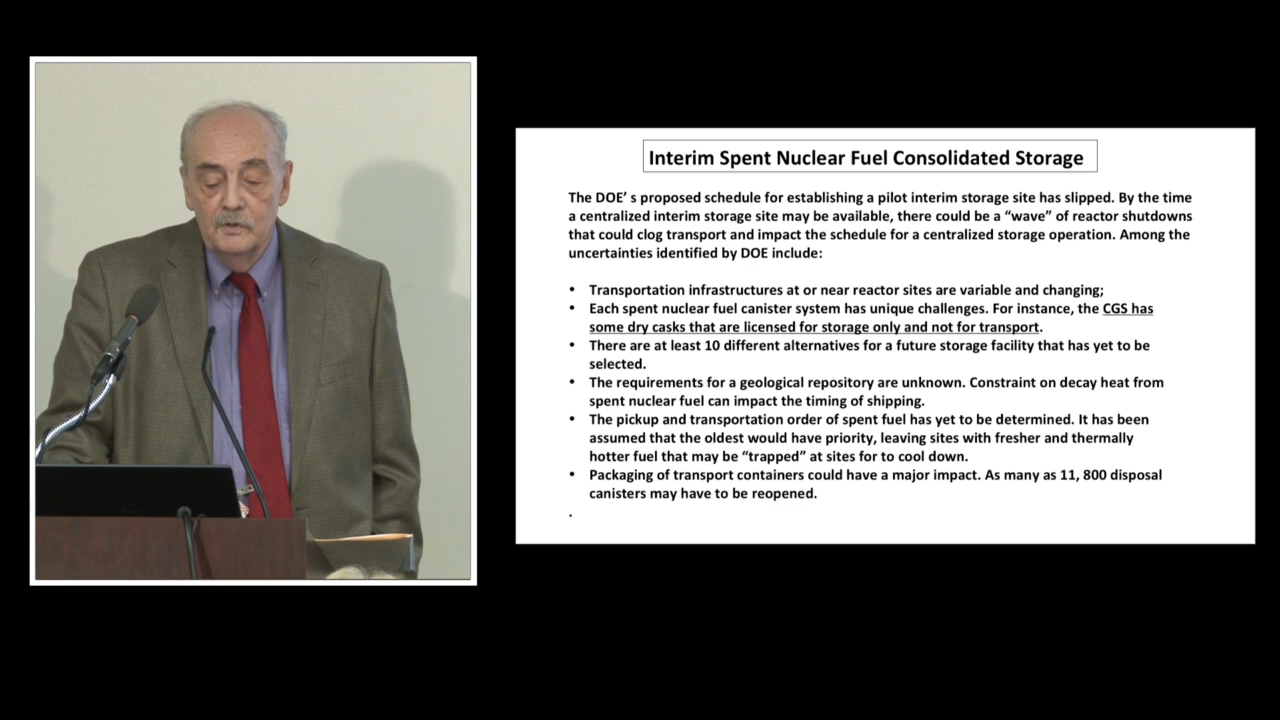 Interim Spent Nuclear Fuel Consolidated Storage
The DOE’ s proposed schedule for establishing a pilot interim storage site has slipped. By the time
a centralized interim storage site may be available, there could be a “wave” of reactor shutdowns
that could clog transport and impact the schedule for a centralized storage operation. Among the
uncertainties identified by DOE include:
• Transportation infrastructures at or near reactor sites are variable and changing;
• Each spent nuclear fuel canister system has unique challenges. For instance, the CGS has
some dry casks that are licensed for storage only and not for transport.
• There are at least 10 different alternatives for a future storage facility that has yet to be
selected.
• The requirements for a geological repository are unknown. Constraint on decay heat from
spent nuclear fuel can impact the timing of shipping.
• The pickup and transportation order of spent fuel has yet to be determined. It has been
assumed that the oldest would have priority, leaving sites with fresher and thermally
hotter fuel that may be “trapped” at sites for to cool down.
• Packaging of transport containers could have a major impact. As many as 11, 800 disposal
canisters may have to be reopened.
.